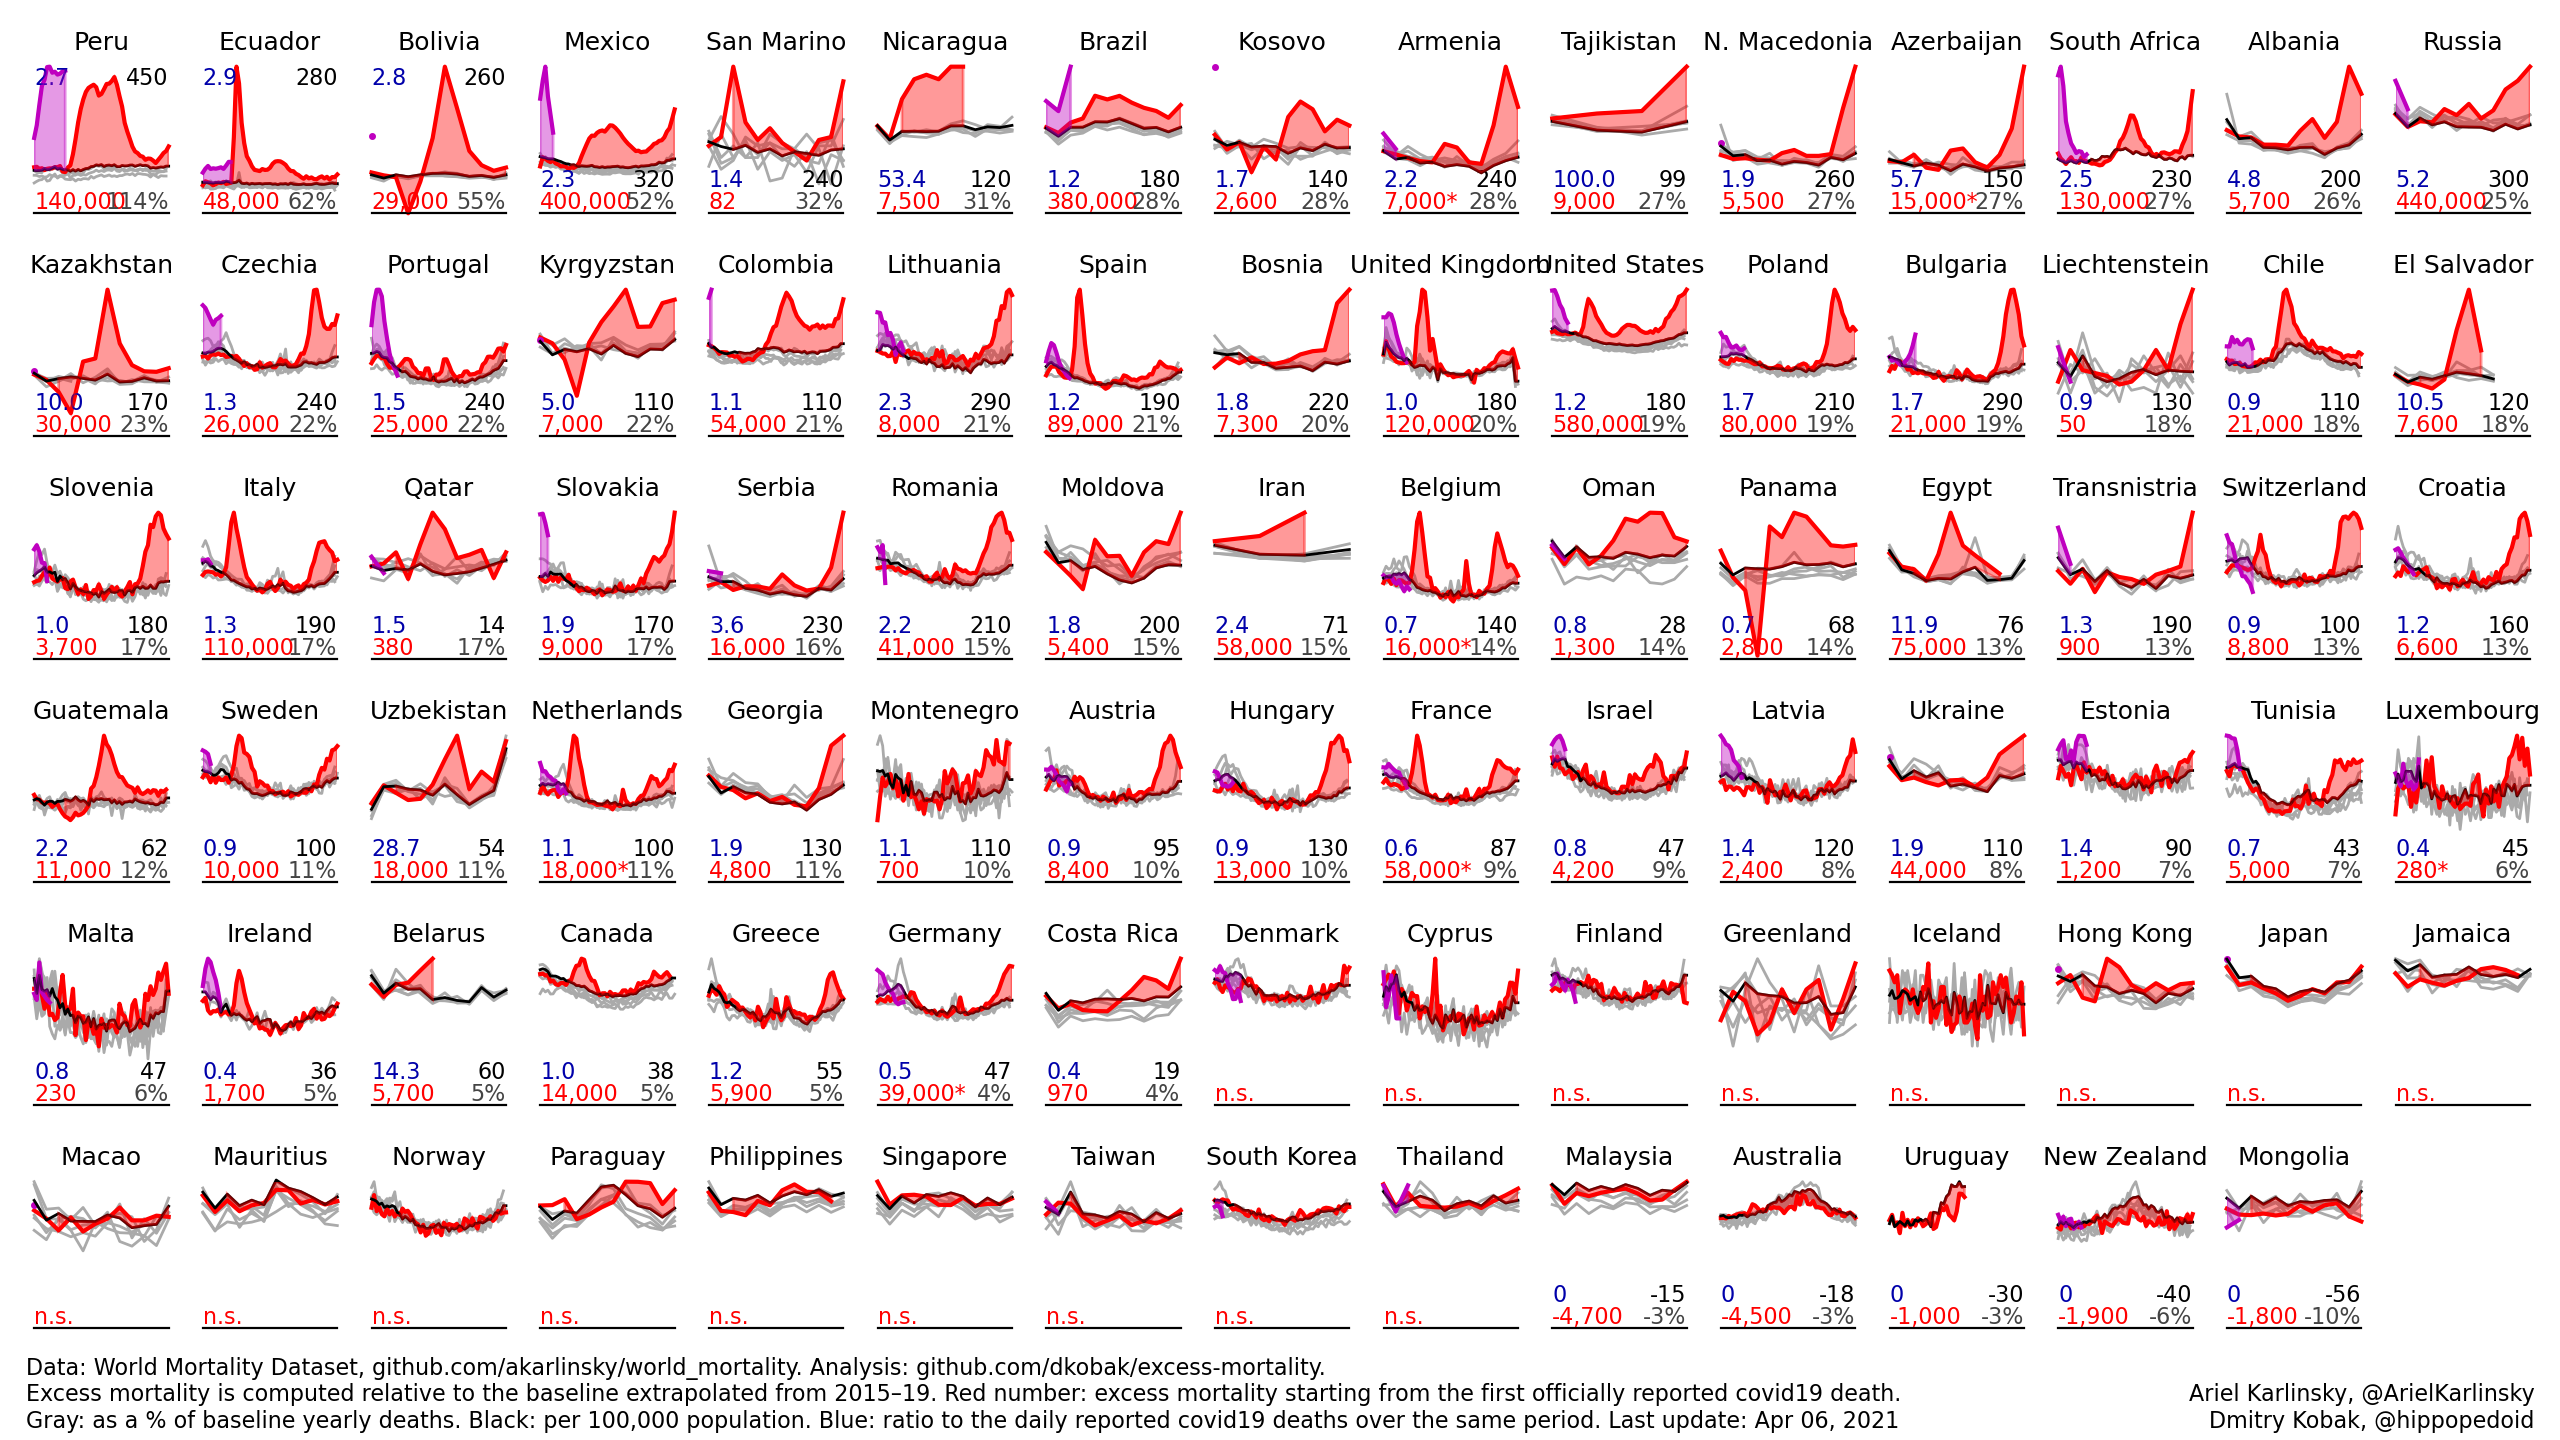 Peru Ecuador Bolivia Mexico San Marino Nicaragua Brazil Kosovo Armenia Tajikistan N. Macedonia Azerbaijan South Africa Albania Russia
2.7 450 2.9 280 2.8 260
2.3 320 1.4 240 53.4 120 1.2 180 1.7 140 2.2 240 100.0 99 1.9 260 5.7 150 2.5 230 4.8 200 5.2 300
140,000 114% 48,000 62% 29,000 55% 400,000 52% 82 32% 7,500 31% 380,000 28% 2,600 28% 7,000* 28% 9,000 27% 5,500 27% 15,000* 27% 130,000 27% 5,700 26% 440,000 25%
Kazakhstan Czechia Portugal Kyrgyzstan Colombia Lithuania Spain Bosnia United Kingdom United States Poland Bulgaria Liechtenstein Chile El Salvador
10.0 170 1.3 240 1.5 240 5.0 110 1.1 110 2.3 290 1.2 190 1.8 220 1.0 180 1.2 180 1.7 210 1.7 290 0.9 130 0.9 110 10.5 120
30,000 23% 26,000 22% 25,000 22% 7,000 22% 54,000 21% 8,000 21% 89,000 21% 7,300 20% 120,000 20% 580,000 19% 80,000 19% 21,000 19% 50 18% 21,000 18% 7,600 18%
Slovenia Italy Qatar Slovakia Serbia Romania Moldova Iran Belgium Oman Panama Egypt Transnistria Switzerland Croatia
1.0 180 1.3 190 1.5 14 1.9 170 3.6 230 2.2 210 1.8 200 2.4 71 0.7 140 0.8 28 0.7 68 11.9 76 1.3 190 0.9 100 1.2 160
3,700 17% 110,000 17% 380 17% 9,000 17% 16,000 16% 41,000 15% 5,400 15% 58,000 15% 16,000* 14% 1,300 14% 2,800 14% 75,000 13% 900 13% 8,800 13% 6,600 13%
Guatemala Sweden Uzbekistan Netherlands Georgia Montenegro Austria Hungary France Israel Latvia Ukraine Estonia Tunisia Luxembourg
2.2 62 0.9 100 28.7 54 1.1 100 1.9 130 1.1 110 0.9 95 0.9 130 0.6 87 0.8 47 1.4 120 1.9 110 1.4 90 0.7 43 0.4 45
11,000 12% 10,000 11% 18,000 11% 18,000* 11% 4,800 11% 700 10% 8,400 10% 13,000 10% 58,000* 9% 4,200 9% 2,400 8% 44,000 8% 1,200 7% 5,000 7% 280* 6%
Malta Ireland Belarus Canada Greece Germany Costa Rica Denmark Cyprus Finland Greenland Iceland Hong Kong Japan Jamaica
0.8 47 0.4 36 14.3 60 1.0 38 1.2 55 0.5 47 0.4 19
230 6% 1,700 5% 5,700 5% 14,000 5% 5,900 5% 39,000* 4% 970 4% n.s. n.s. n.s. n.s. n.s. n.s. n.s. n.s.
Macao Mauritius Norway Paraguay Philippines Singapore Taiwan South Korea Thailand Malaysia Australia Uruguay New Zealand Mongolia
0 -15 0 -18 0 -30 0 -40 0 -56
n.s. n.s. n.s. n.s. n.s. n.s. n.s. n.s. n.s. -4,700 -3% -4,500 -3% -1,000 -3% -1,900 -6% -1,800 -10%
Data: World Mortality Dataset, github.com/akarlinsky/world_mortality. Analysis: github.com/dkobak/excess-mortality.
Excess mortality is computed relative to the baseline extrapolated from 2015–19. Red number: excess mortality starting from the first officially reported covid19 death.
Gray: as a % of baseline yearly deaths. Black: per 100,000 population. Blue: ratio to the daily reported covid19 deaths over the same period. Last update: Apr 06, 2021
Ariel Karlinsky, @ArielKarlinsky
Dmitry Kobak, @hippopedoid